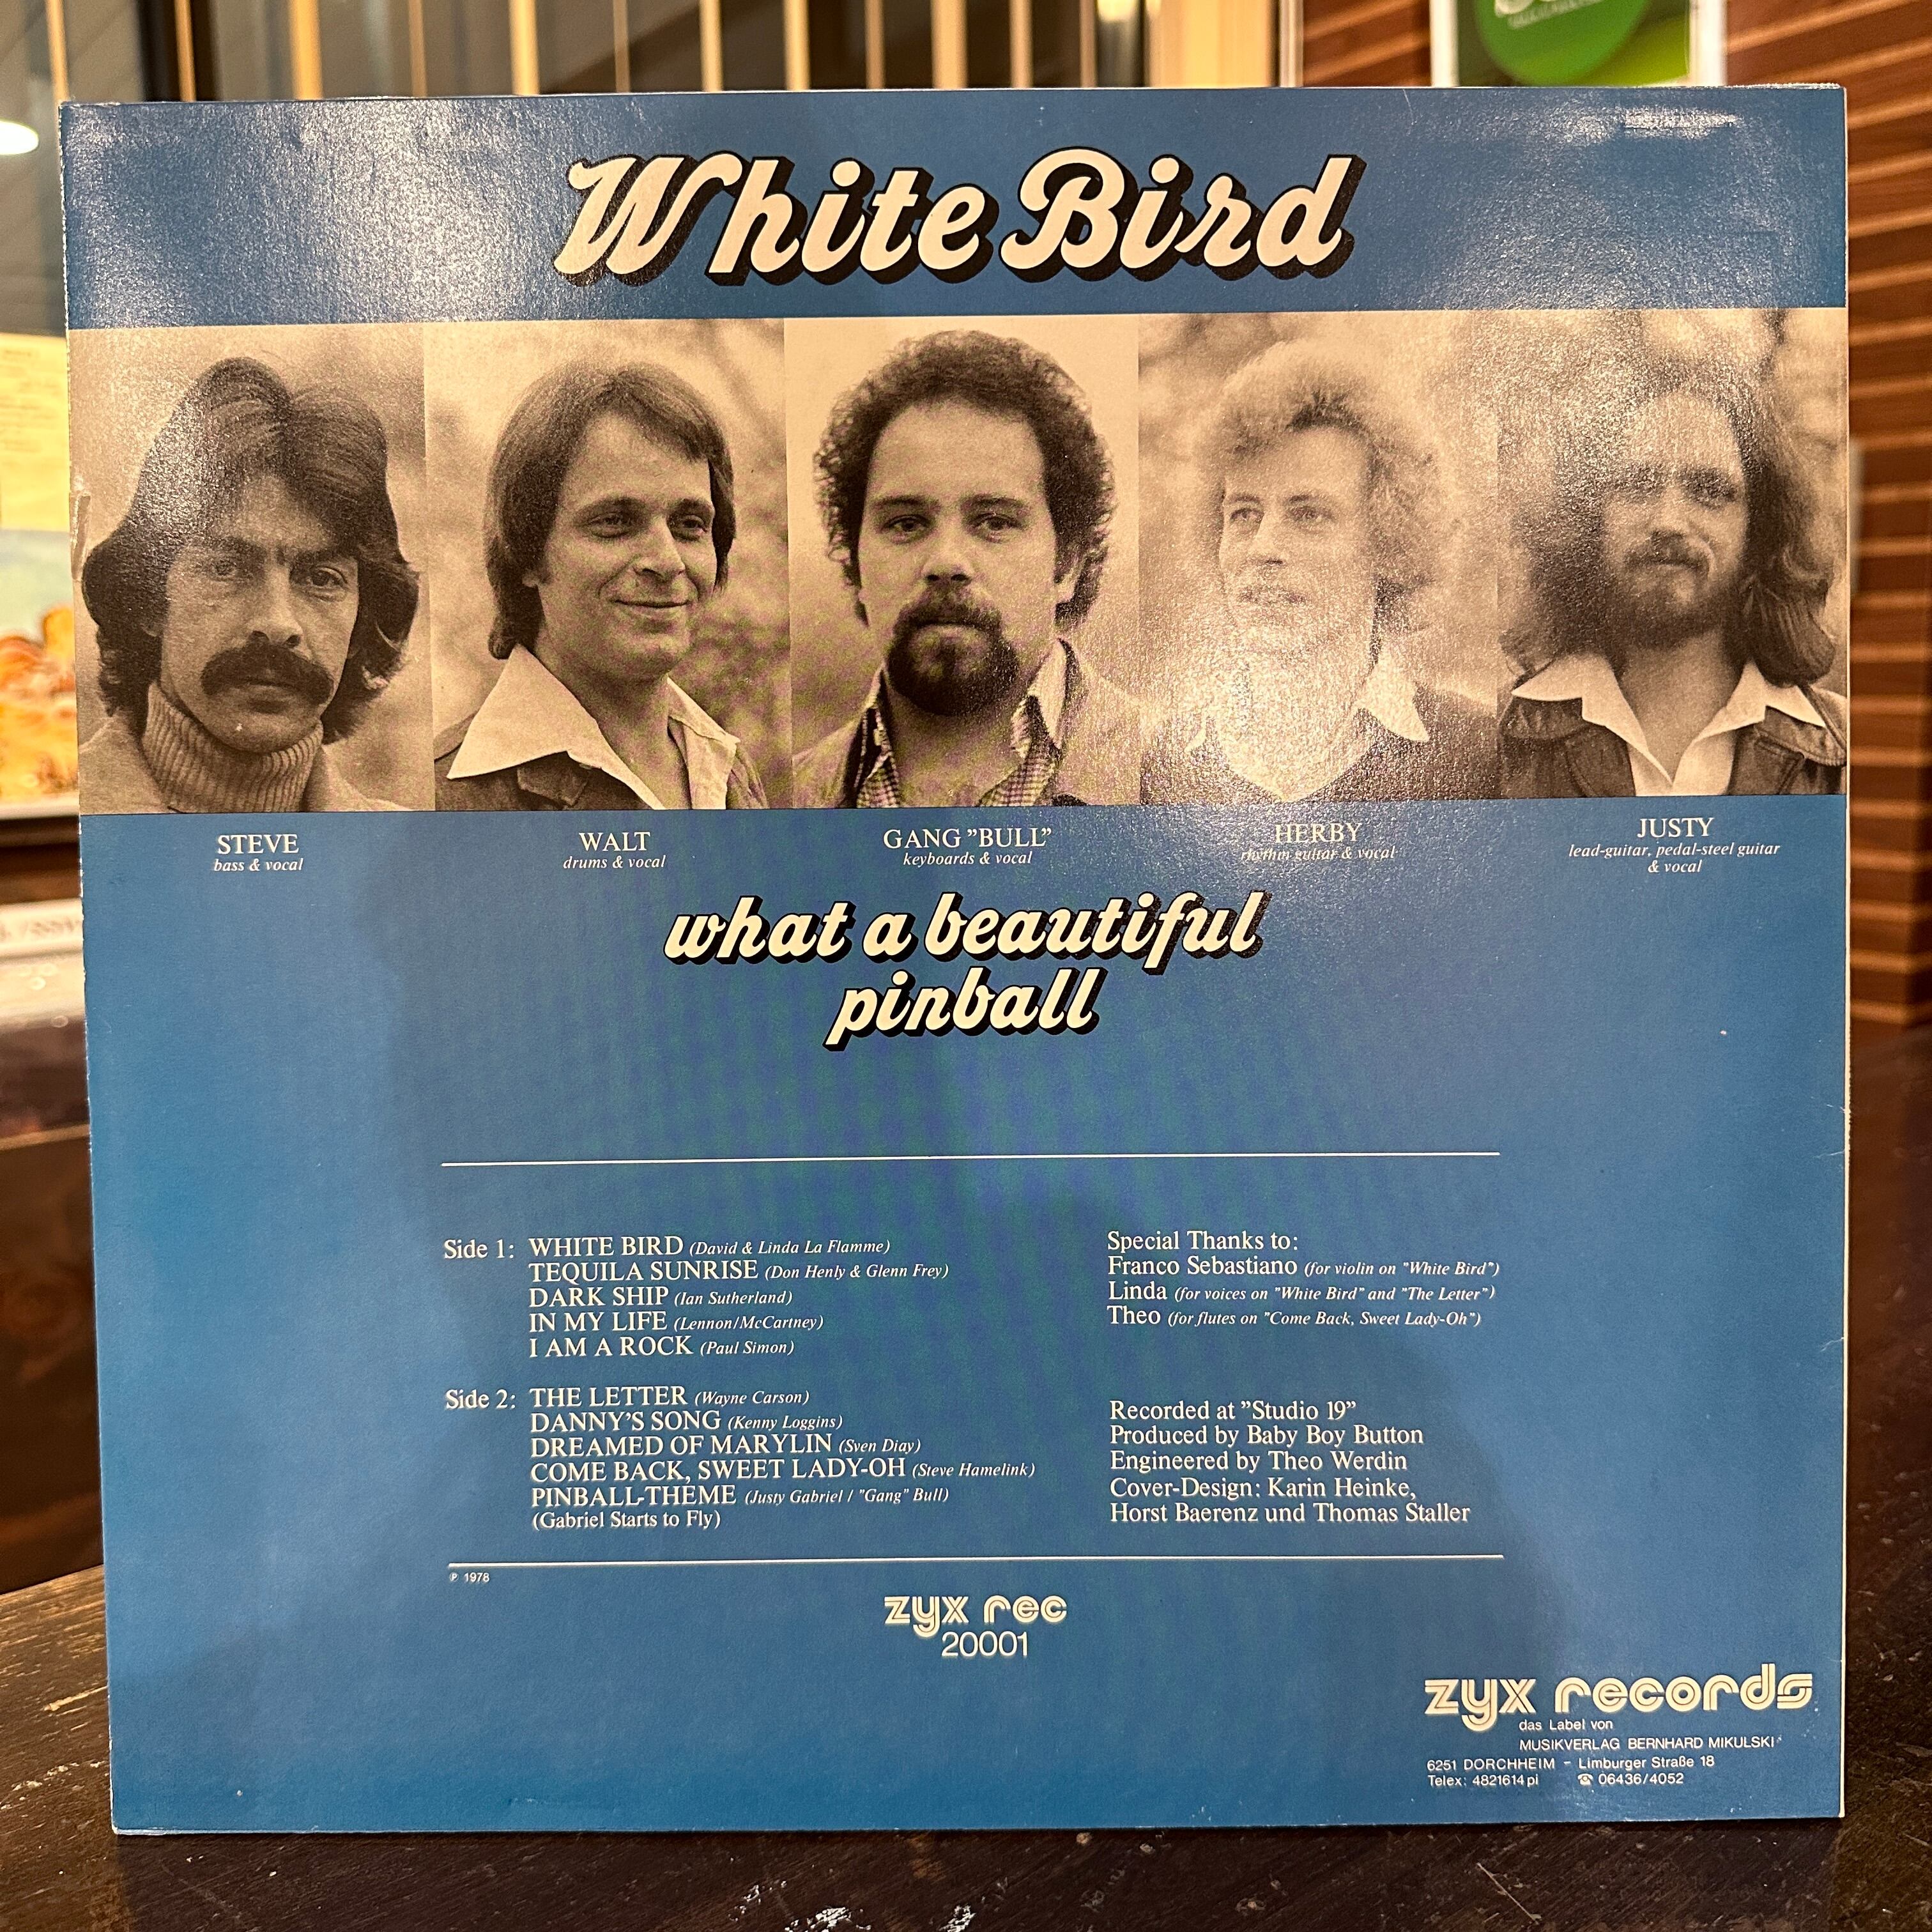 White Bird
STEVE
bass & vocal
WALT
drums & vocal
GANG "BULL"
keyboards & vocal
HERBY
rhythm guitar & vocal
JUSTY
lead-guitar, pedal-steel guitar
& vocal
what a beautiful
pinball
Side 1: WHITE BIRD (David & Linda La Flamme)
TEQUILA SUNRISE (Don Henly & Glenn Frey)
DARK SHIP (Ian Sutherland)
IN MY LIFE (Lennon/McCartney)
I AM A ROCK (Paul Simon)
Side 2: THE LETTER (Wayne Carson)
DANNY'S SONG (Kenny Loggins)
DREAMED OF MARYLIN (Sven Diay)
COME BACK, SWEET LADY-OH (Steve Hamelink)
PINBALL-THEME (Justy Gabriel / "Gang" Bull)
(Gabriel Starts to Fly)
Special Thanks to:
Franco Sebastiano (for violin on "White Bird")
Linda (for voices on "White Bird" and "The Letter")
Theo (for flutes on "Come Back, Sweet Lady-Oh")
Recorded at "Studio 19"
Produced by Baby Boy Button
Engineered by Theo Werdin
Cover-Design: Karin Heinke,
Horst Baerenz und Thomas Staller
℗ 1978
zyx rec
20001
zyx records
das Label von
MUSIKVERLAG BERNHARD MIKULSKI
6251 DORCHHEIM - Limburger Straße 18
Telex: 4821614 pi ☎ 06436/4052